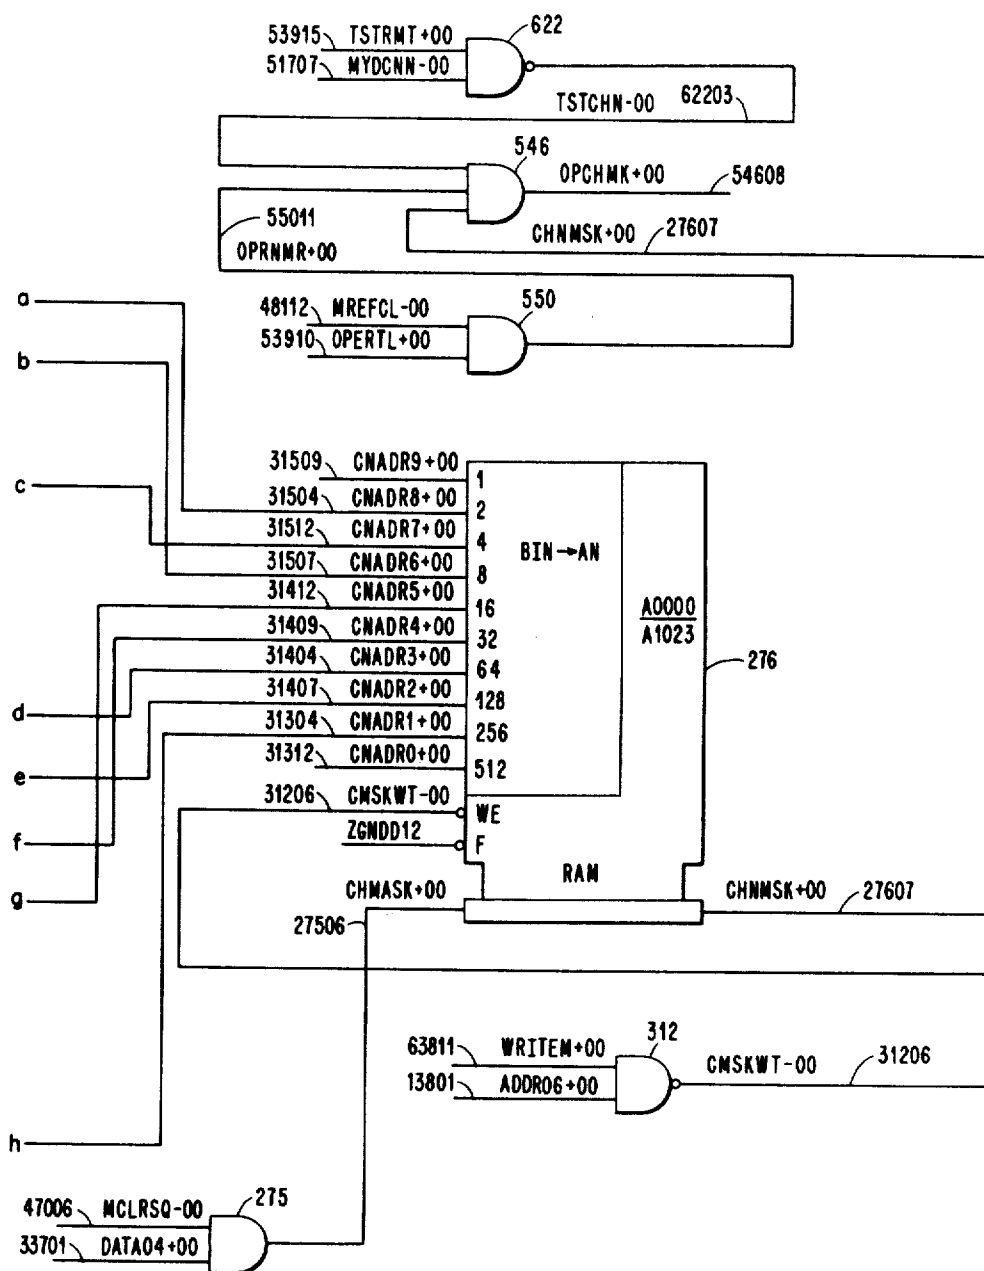 53915 TSTRMT+00 622
51707 MYDCNN-00
TSTCHN-00 62203
546
OPCHMK+00 54608
55011 CHNMSK+00 27607
OPRNMR+00
a
48112 MREFCL-00 550
53910 OPERTL+00
b
31509 CNADR9+00 1
c 31504 CNADR8+00 2
31512 CNADR7+00 4 BIN→AN
31507 CNADR6+00 8
31412 CNADR5+00 16 A0000
31409 CNADR4+00 32 A1023
31404 CNADR3+00 64 276
31407 CNADR2+00 128
d 31304 CNADR1+00 256
31312 CNADR0+00 512
e 31206 CMSKWT-00 WE
ZGNDD12 F
f
RAM
g CHMASK+00 CHNMSK+00 27607
27506
312
63811 WRITEM+00 CMSKWT-00 31206
13801 ADDR06+00
h
47006 MCLRSQ-00 275
33701 DATA04+00